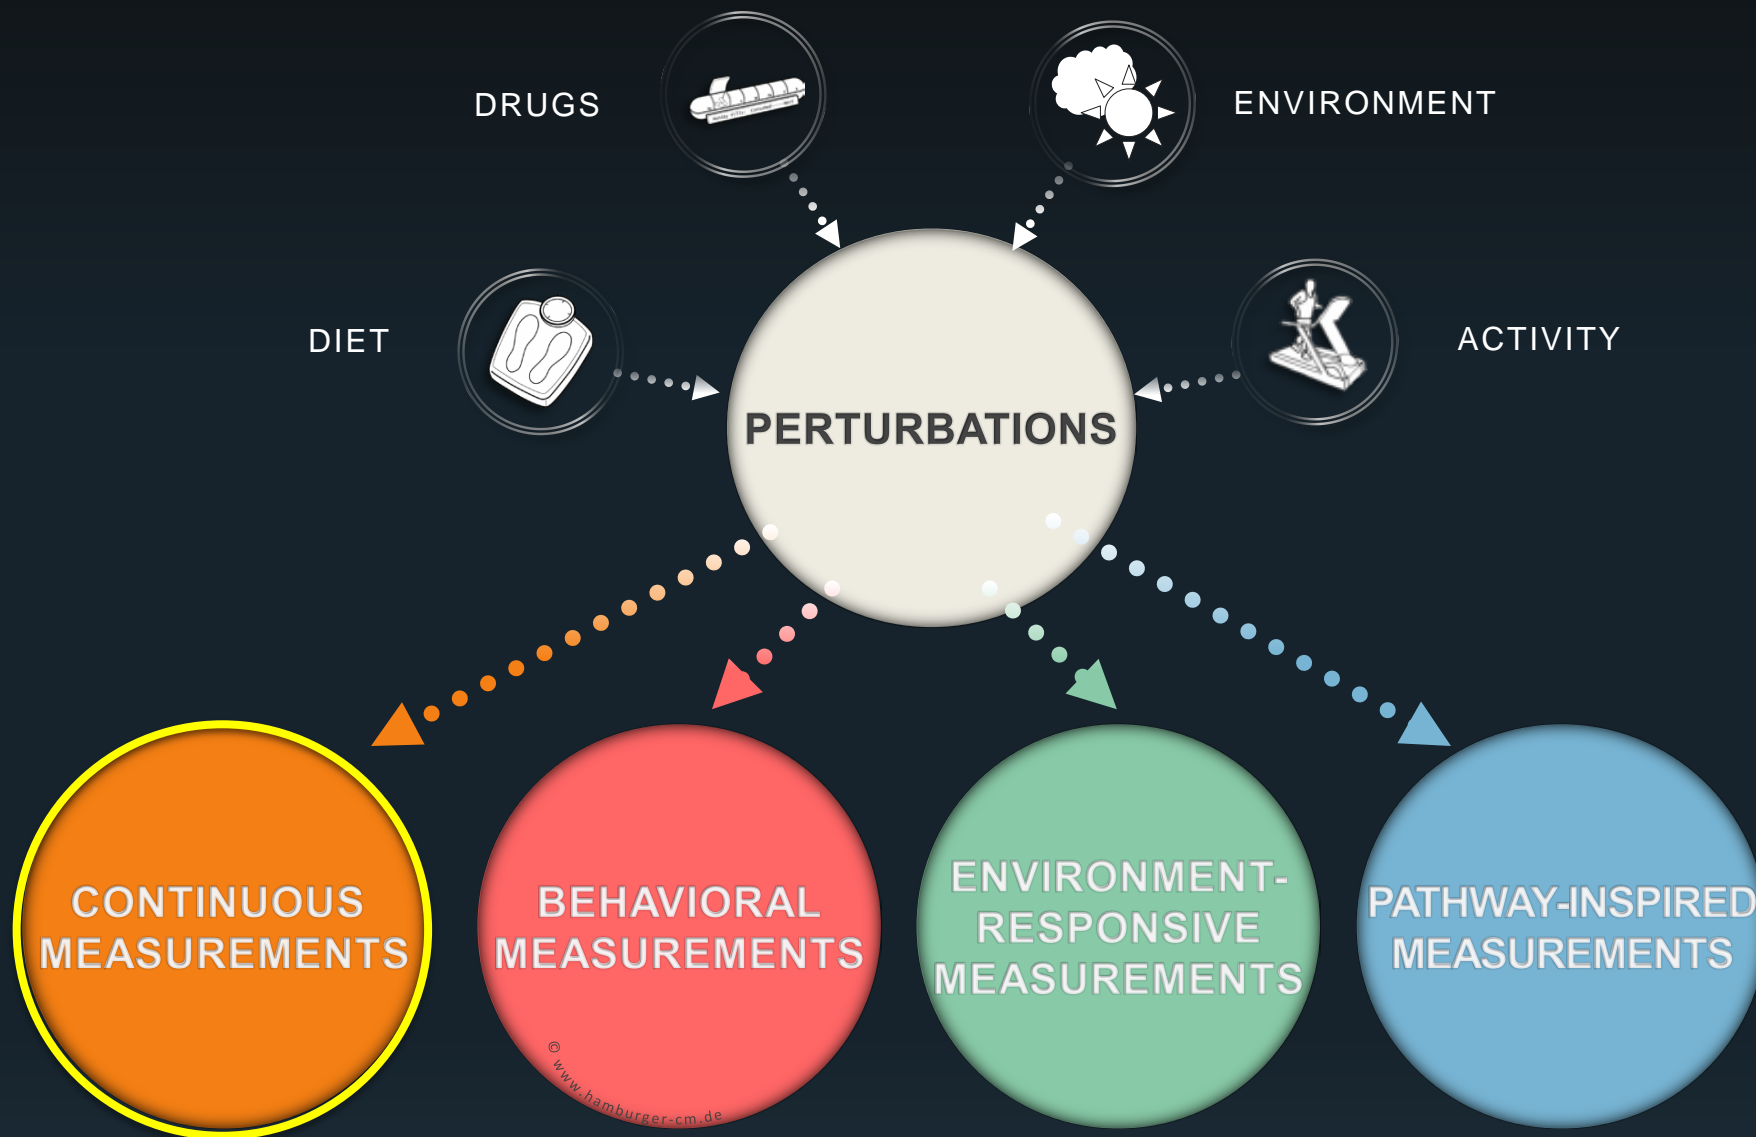 DRUGS
ENVIRONMENT
DIET
ACTIVITY
PERTURBATIONS
CONTINUOUS
MEASUREMENTS
BEHAVIORAL
MEASUREMENTS
ENVIRONMENT-
RESPONSIVE
MEASUREMENTS
PATHWAY-INSPIRED
MEASUREMENTS
© www.hamburger-cm.de